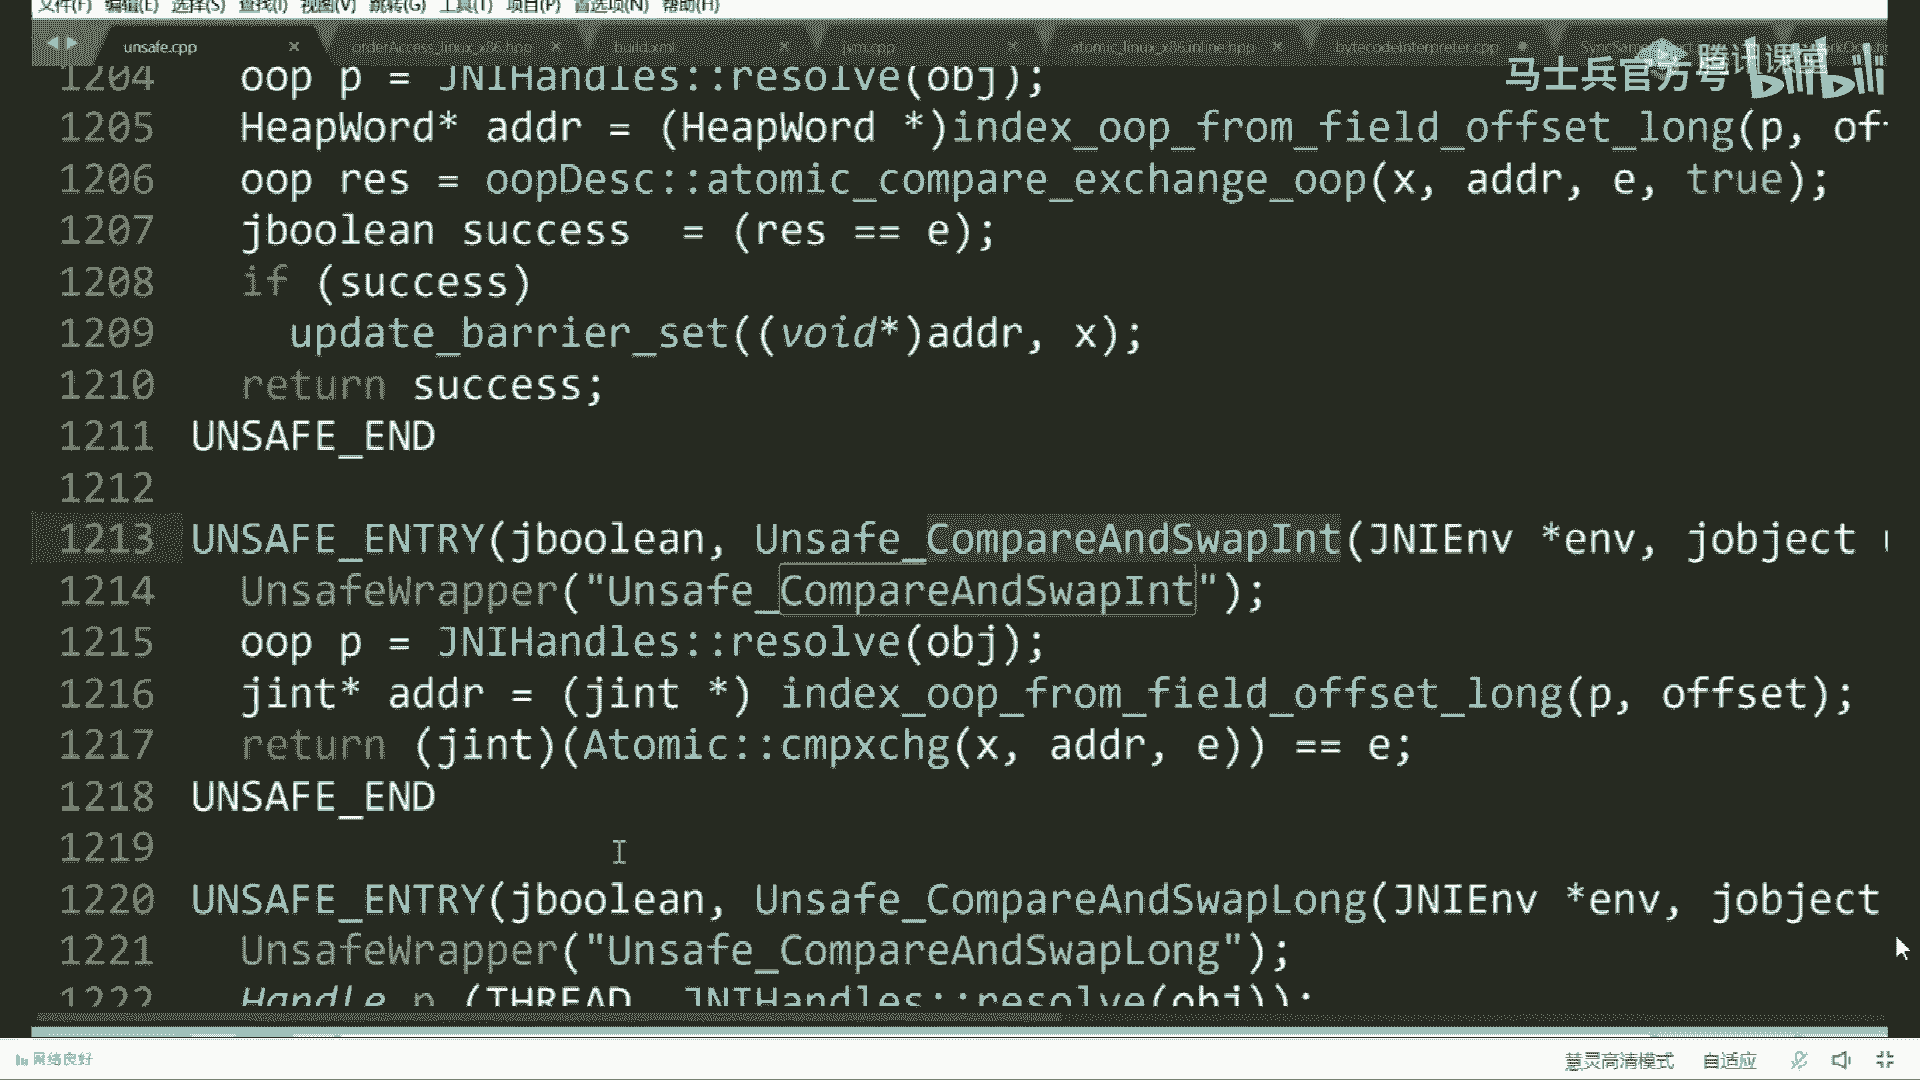 文件(F) 编辑(E) 选择(S) 查找(I) 视图(V) 跳转(G) 工具(T) 项目(P) 首选项(N) 帮助(H)
unsafe.cpp × orderAccess_linux_x86.hpp × build.xml × java.cpp × atomic_linux_x86.inline.hpp × bytecodeInterpreter.cpp
腾讯课堂
马士兵官方号 bilibili
1204 oop p = JNIHandles::resolve(obj);
1205 HeapWord* addr = (HeapWord *)index_oop_from_field_offset_long(p, of
1206 oop res = oopDesc::atomic_compare_exchange_oop(x, addr, e, true);
1207 jboolean success  = (res == e);
1208 if (success)
1209 update_barrier_set((void*)addr, x);
1210 return success;
1211 UNSAFE_END
1212
1213 UNSAFE_ENTRY(jboolean, Unsafe_CompareAndSwapInt(JNIEnv *env, jobject
1214 UnsafeWrapper("Unsafe_CompareAndSwapInt");
1215 oop p = JNIHandles::resolve(obj);
1216 jint* addr = (jint *) index_oop_from_field_offset_long(p, offset);
1217 return (jint)(Atomic::cmpxchg(x, addr, e)) == e;
1218 UNSAFE_END
1219
1220 UNSAFE_ENTRY(jboolean, Unsafe_CompareAndSwapLong(JNIEnv *env, jobject
1221 UnsafeWrapper("Unsafe_CompareAndSwapLong");
1222 Handle p (THREAD, JNIHandles::resolve(obj));
网络良好 慧灵高清模式 自适应